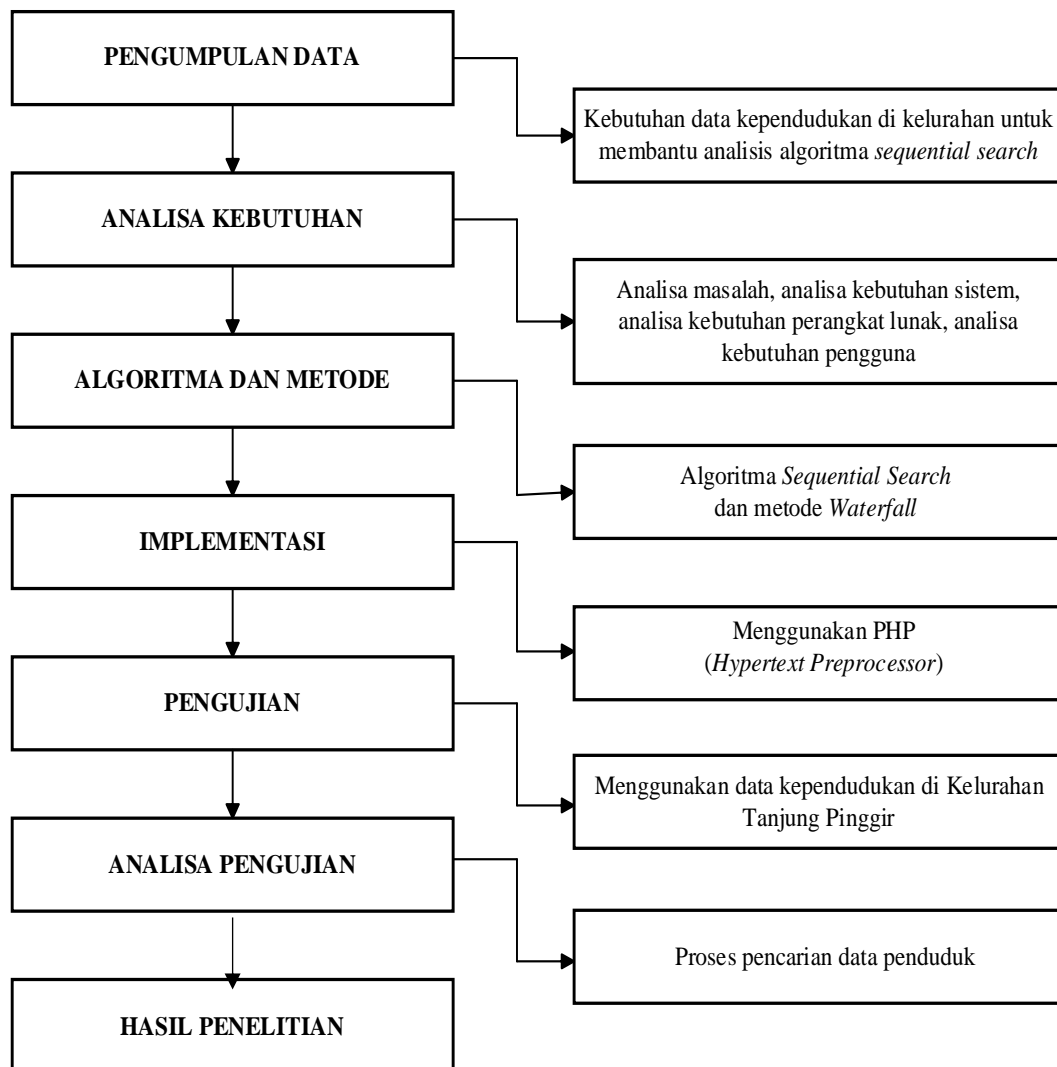 PENGUMPULAN DATA
Kebutuhan data kependudukan di kelurahan untuk
membantu analisis algoritma sequential search
ANALISA KEBUTUHAN
Analisa masalah, analisa kebutuhan sistem,
analisa kebutuhan perangkat lunak, analisa
kebutuhan pengguna
ALGORITMA DAN METODE
Algoritma Sequential Search
dan metode Waterfall
IMPLEMENTASI
Menggunakan PHP
(Hypertext Preprocessor)
PENGUJIAN
Menggunakan data kependudukan di Kelurahan
Tanjung Pinggir
ANALISA PENGUJIAN
Proses pencarian data penduduk
HASIL PENELITIAN